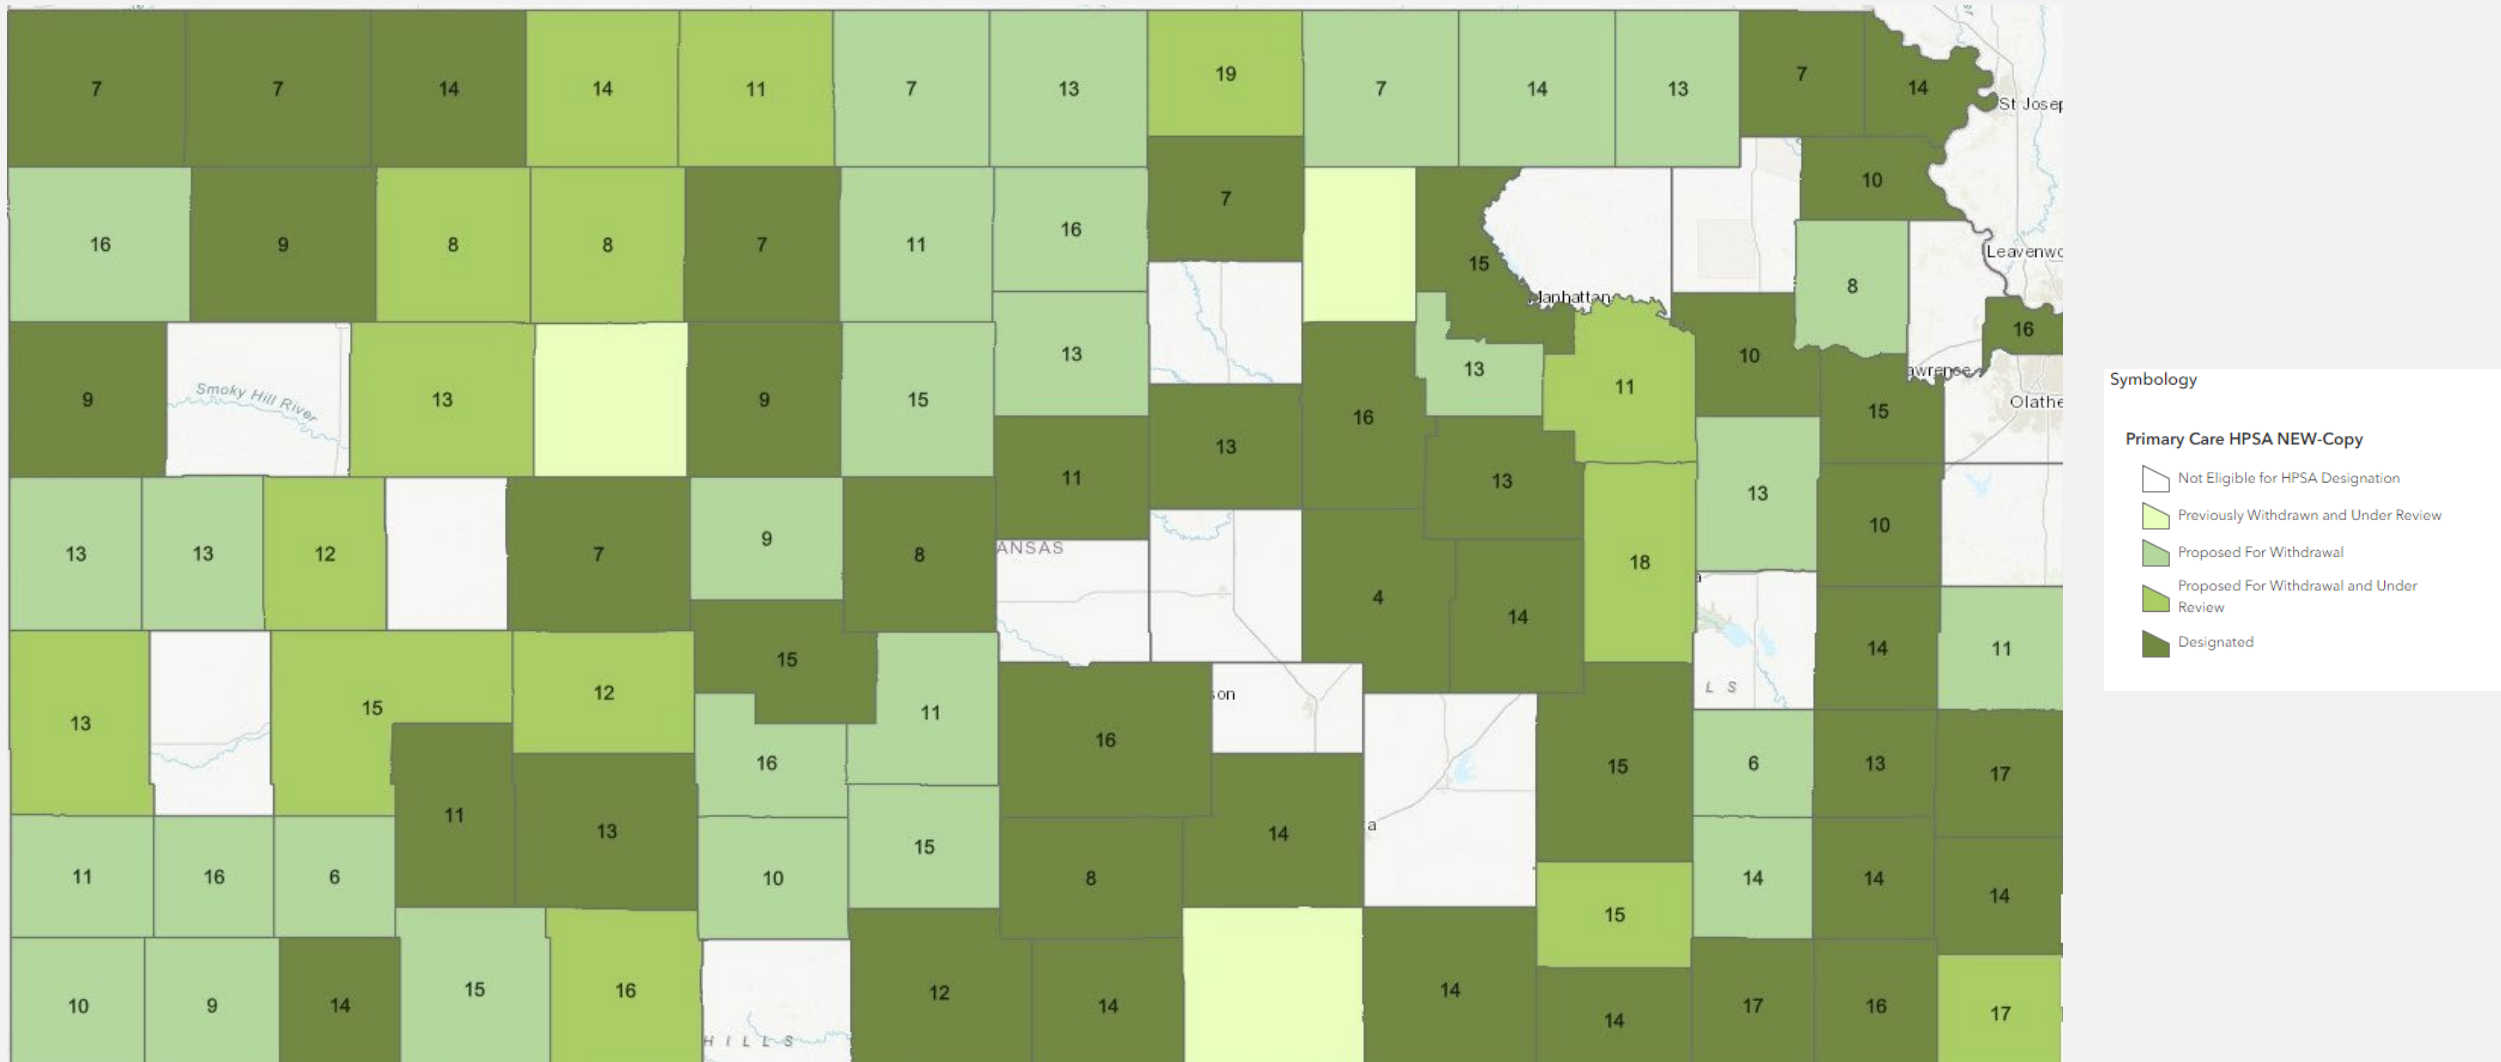 7 7 14 14 11 7 13 19 7 14 13 7 14
St Josep
16 9 8 8 7 11 16 7 15 10
Manhattan
Leavenwo
8
16
9
Smoky Hill River
13 9 15 13 13 16 13 11 10 15
awrence
Olathe
11 13 13 10
13 13 12 7 9 8
ANSAS
4 14 18 14 11
a
L S
13 15 12 15 11
16
son
16
15 6 13 17
11 13 16 14
a
11 16 6 10 15 8 15 14 14 14
10 9 14 15 16 12 14 14 14 17 16 17
HILLS
Symbology
Primary Care HPSA NEW-Copy
Not Eligible for HPSA Designation
Previously Withdrawn and Under Review
Proposed For Withdrawal
Proposed For Withdrawal and Under
Review
Designated